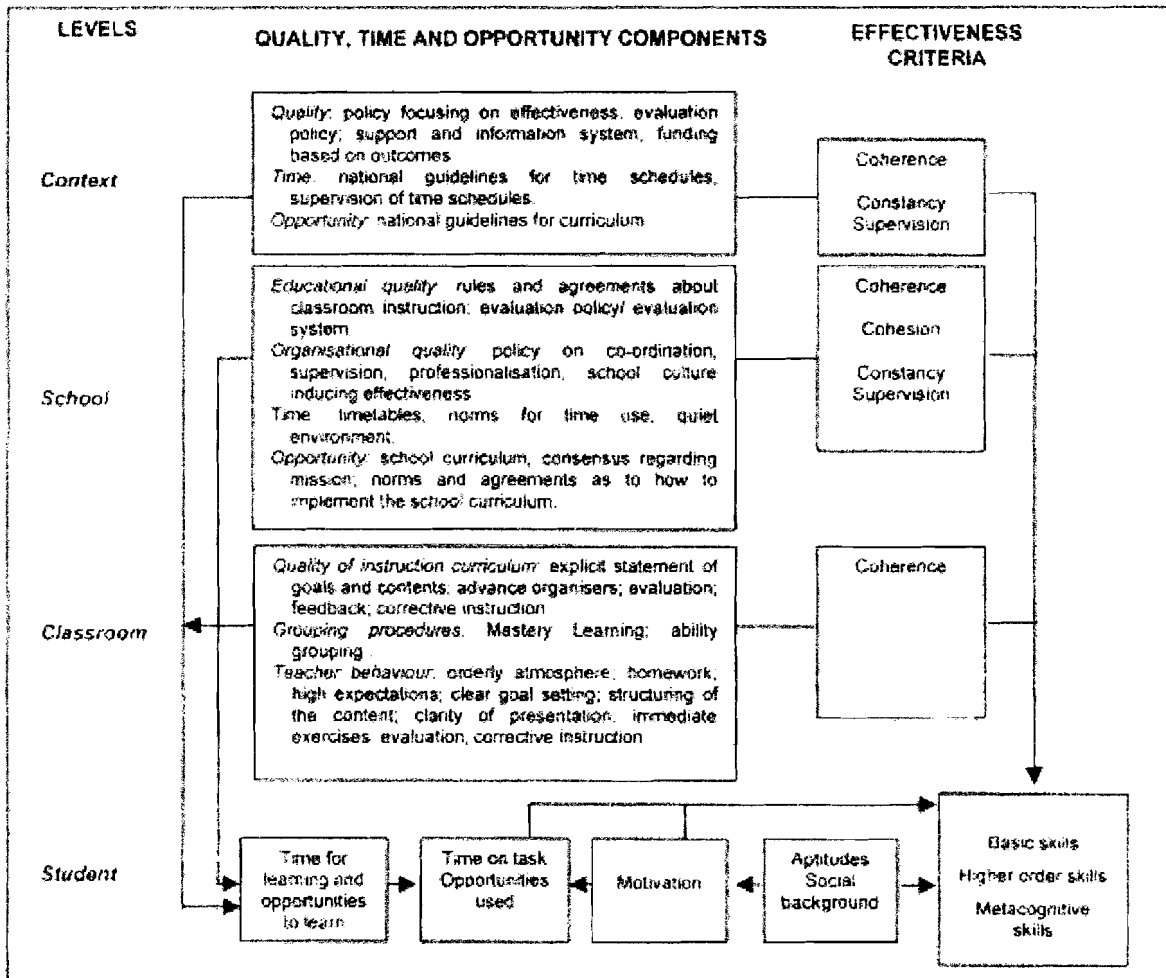 LEVELS
QUALITY, TIME AND OPPORTUNITY COMPONENTS
EFFECTIVENESS
CRITERIA
Context
Quality: policy focusing on effectiveness, evaluation
policy; support and information system, funding
based on outcomes
Time: national guidelines for time schedules,
supervision of time schedules.
Opportunity: national guidelines for curriculum
Coherence
Constancy
Supervision
School
Educational quality: rules and agreements about
classroom instruction; evaluation policy/ evaluation
system
Organisational quality: policy on co-ordination,
supervision, professionalisation, school culture
inducing effectiveness
Time: timetables, norms for time use, quiet
environment.
Opportunity: school curriculum, consensus regarding
mission; norms and agreements as to how to
implement the school curriculum.
Coherence
Cohesion
Constancy
Supervision
Classroom
Quality of instruction curriculum: explicit statement of
goals and contents; advance organisers; evaluation;
feedback; corrective instruction
Grouping procedures: Mastery Learning; ability
grouping
Teacher behaviour: orderly atmosphere; homework;
high expectations; clear goal setting; structuring of
the content; clarity of presentation, immediate
exercises evaluation, corrective instruction
Coherence
Student
Time for
learning and
opportunities
to learn
Time on task
Opportunities
used
Motivation
Aptitudes
Social
background
Basic skills
Higher order skills
Metacognitive
skills